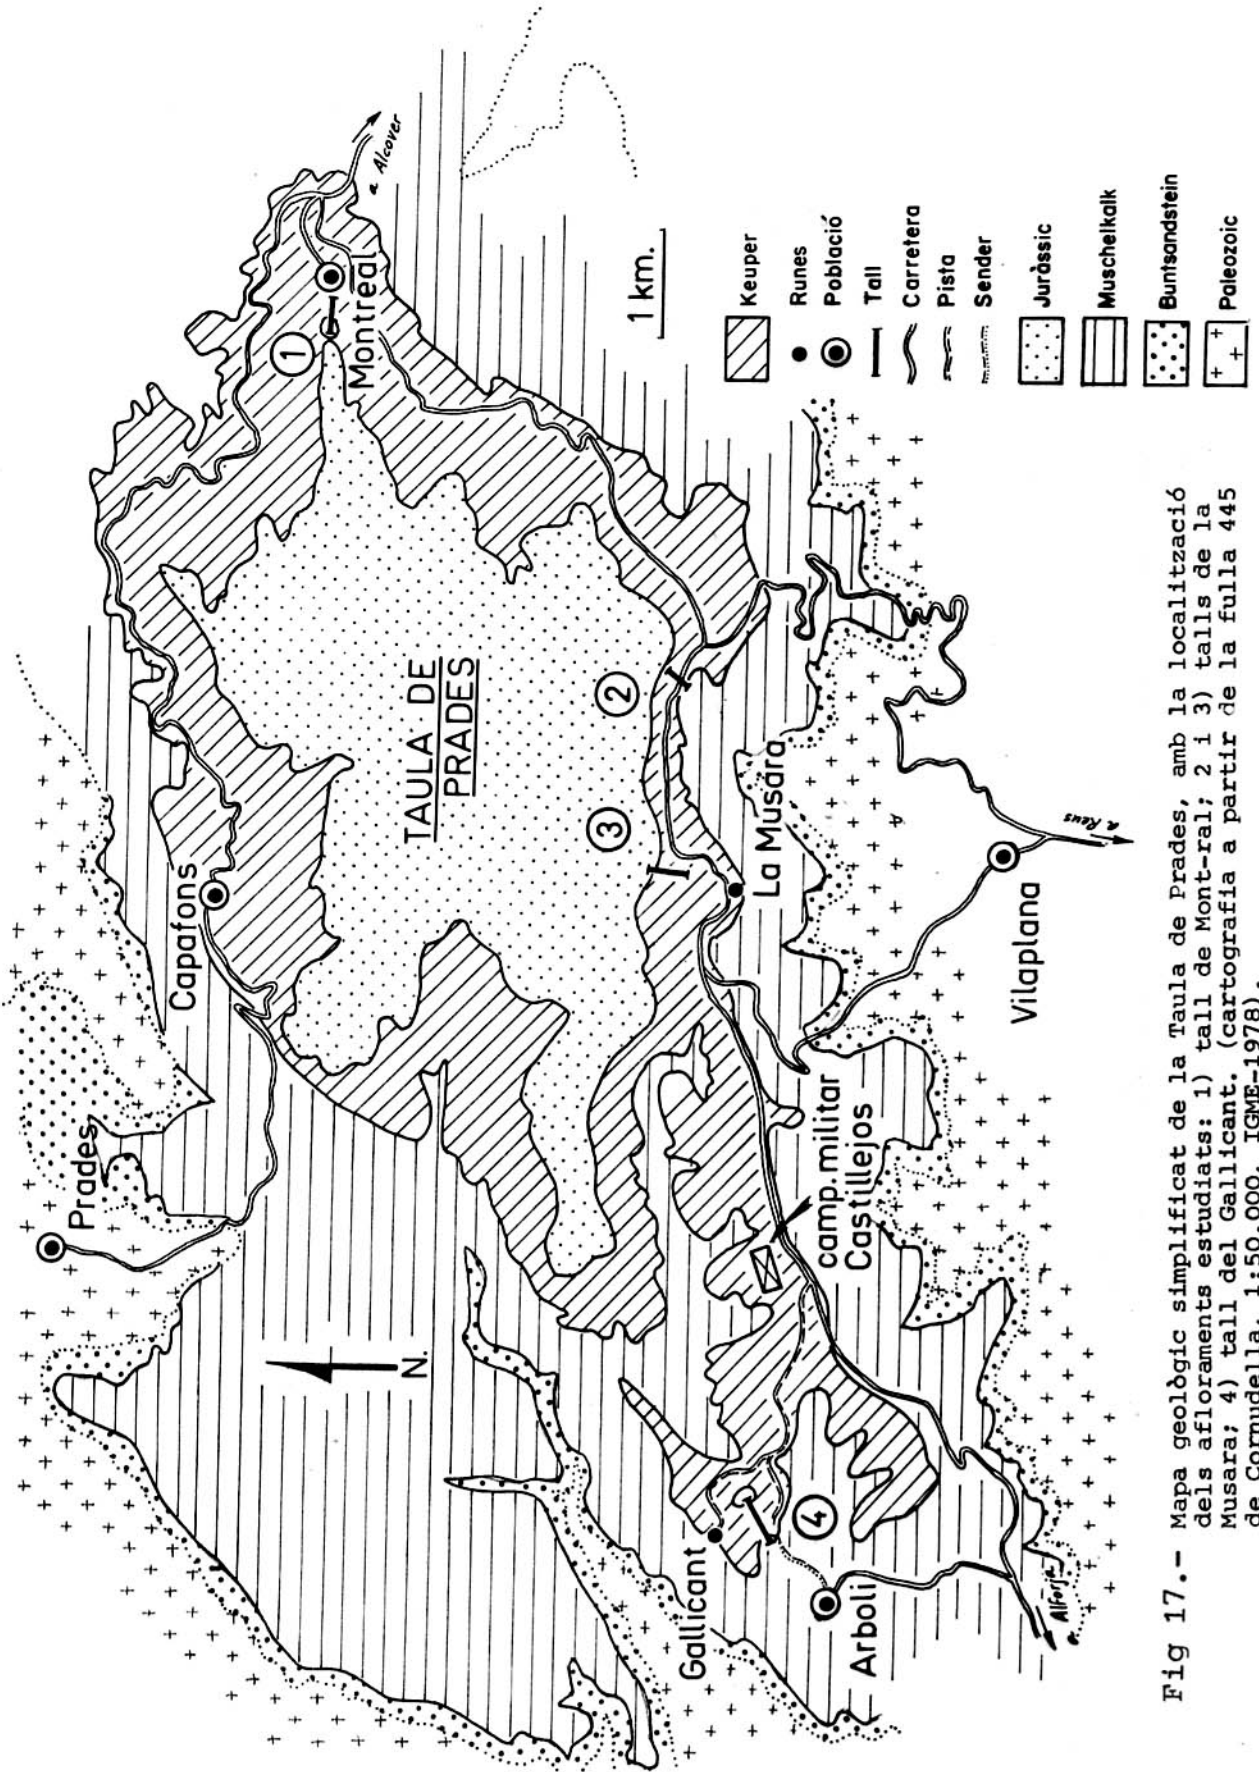 Prades
Capafons
Montreal
a Alcover
1
TAULA DE
PRADES
2
3
N.
Gallicant
4
Arboli
camp. militar
Castillejos
La Musara
Vilaplana
a Reus
a Alforja
1 km.
Keuper
Runes
Població
Tall
Carretera
Pista
Sender
Juràssic
Muschelkalk
Buntsandstein
Paleozoic
Fig 17.- Mapa geològic simplificat de la Taula de Prades, amb la localització
dels afloraments estudiats: 1) tall de Mont-ral; 2 i 3) talls de la
Musara; 4) tall del Gallicant. (cartografia a partir de la fulla 445
de Cornudella, 1:50.000, IGME-1978).